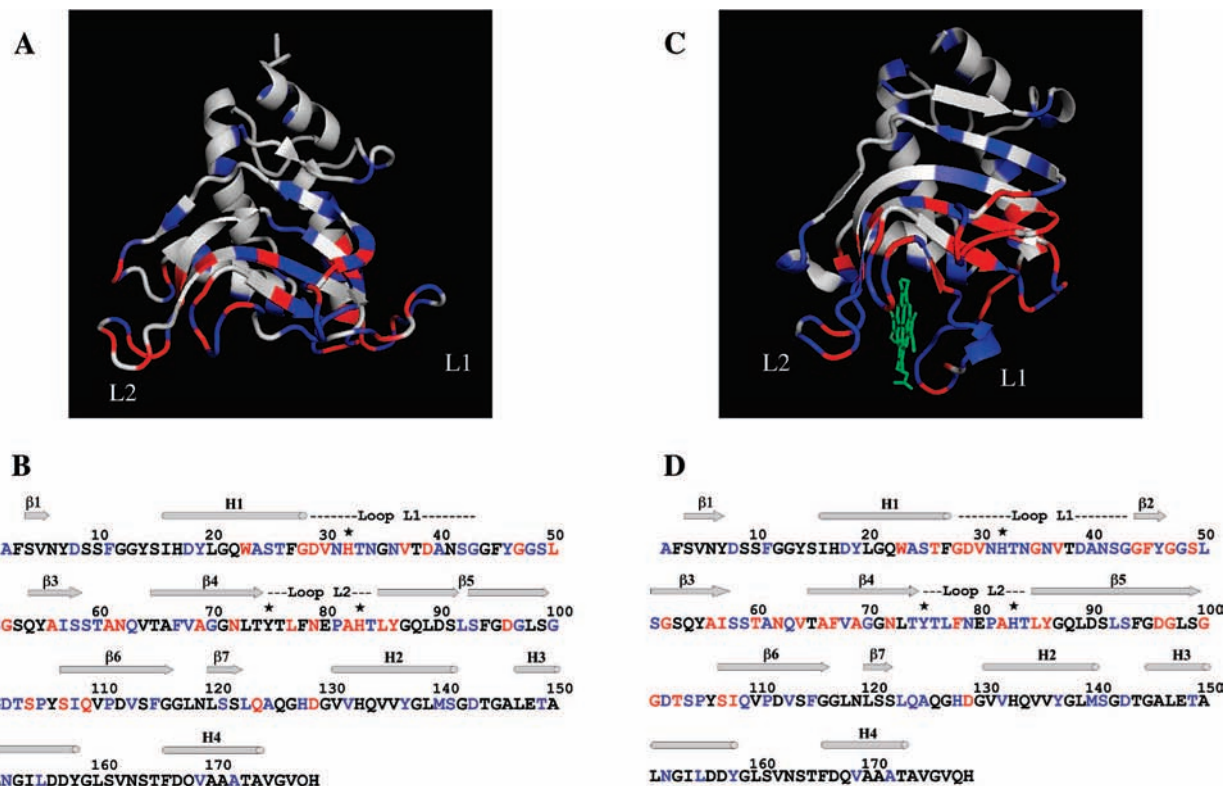 A
C
L2
L1
L2
L1
B
β1 H1 ------Loop L1--------
10 20 30 ★ 40 50
AFSVNYDSSFGGYSIHDYLGQWASTFGDVNHTNGNVTDANSGGFYGGSL
β3 β4 ---Loop L2---- β5
60 70 ★ 80 ★ 90 100
GSQYAISSTANQVTAFVAGGNLTYTLFNEPAHTLYGQLDSLSFGDGLSG
β6 β7 H2 H3
110 120 130 140 150
GDTSPYSIQVPDVSFGGLNLSSLQAQGHDGVVHQVVYGLMSGDTGALETA
H4
160 170
LNGILDDYGLSVNSTFDQVAAATAVGVQH
D
β1 H1 ------Loop L1------- β2
10 20 30 ★ 40 50
AFSVNYDSSFGGYSIHDYLGQWASTFGDVNHTNGNVTDANSGGFYGGSL
β3 β4 ---Loop L2---- β5
60 70 ★ 80 ★ 90 100
SGSQYAISSTANQVTAFVAGGNLTYTLFNEPAHTLYGQLDSLSFGDGLSG
β6 β7 H2 H3
110 120 130 140 150
GDTSPYSIQVPDVSFGGLNLSSLQAQGHDGVVHQVVYGLMSGDTGALETA
H4
160 170
LNGILDDYGLSVNSTFDQVAAATAVGVQH